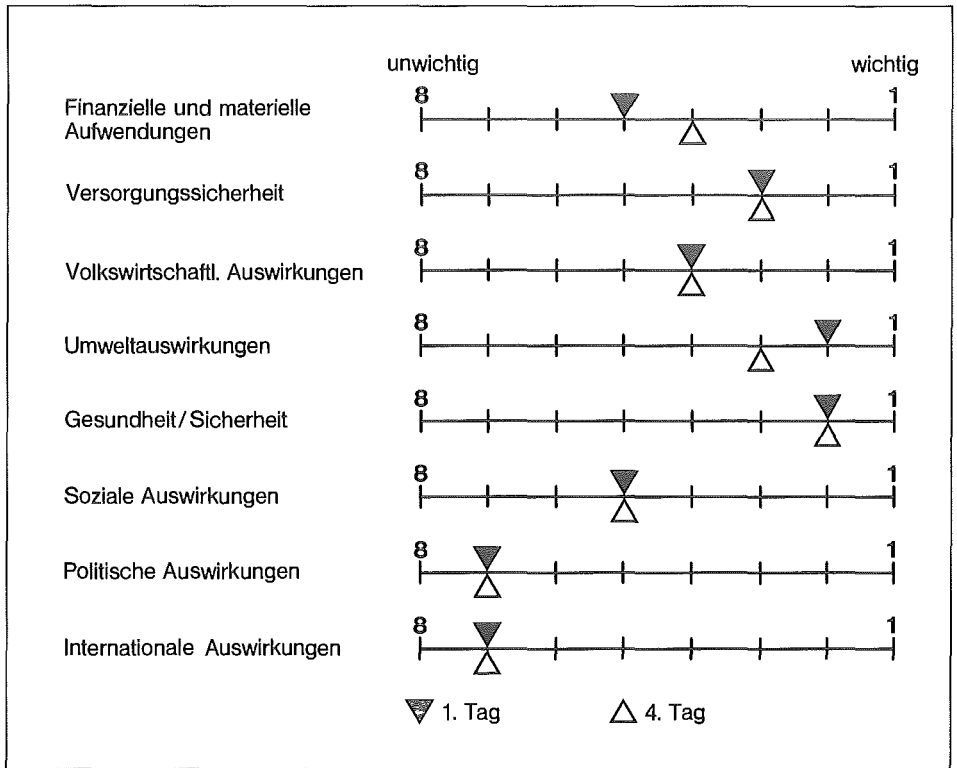 unwichtig wichtig
8 1
Finanzielle und materielle
Aufwendungen
8 1
Versorgungssicherheit
8 1
Volkswirtschaftl. Auswirkungen
8 1
Umweltauswirkungen
8 1
Gesundheit/Sicherheit
8 1
Soziale Auswirkungen
8 1
Politische Auswirkungen
8 1
Internationale Auswirkungen
1. Tag 4. Tag